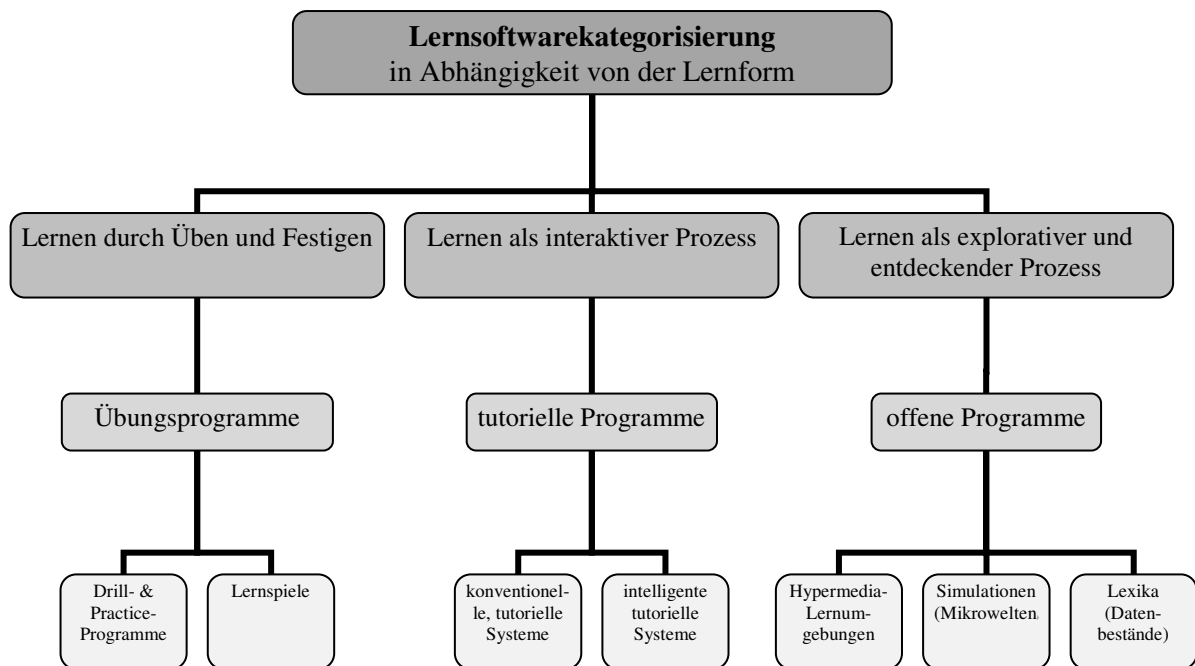 Lernsoftwarekategorisierung
in Abhängigkeit von der Lernform
Lernen durch Üben und Festigen
Lernen als interaktiver Prozess
Lernen als explorativer und
entdeckender Prozess
Übungsprogramme
tutorielle Programme
offene Programme
Drill- &
Practice-
Programme
Lernspiele
konventionel-
le, tutorielle
Systeme
intelligente
tutorielle
Systeme
Hypermedia-
Lernum-
gebungen
Simulationen
(Mikrowelten
Lexika
(Daten-
bestände)